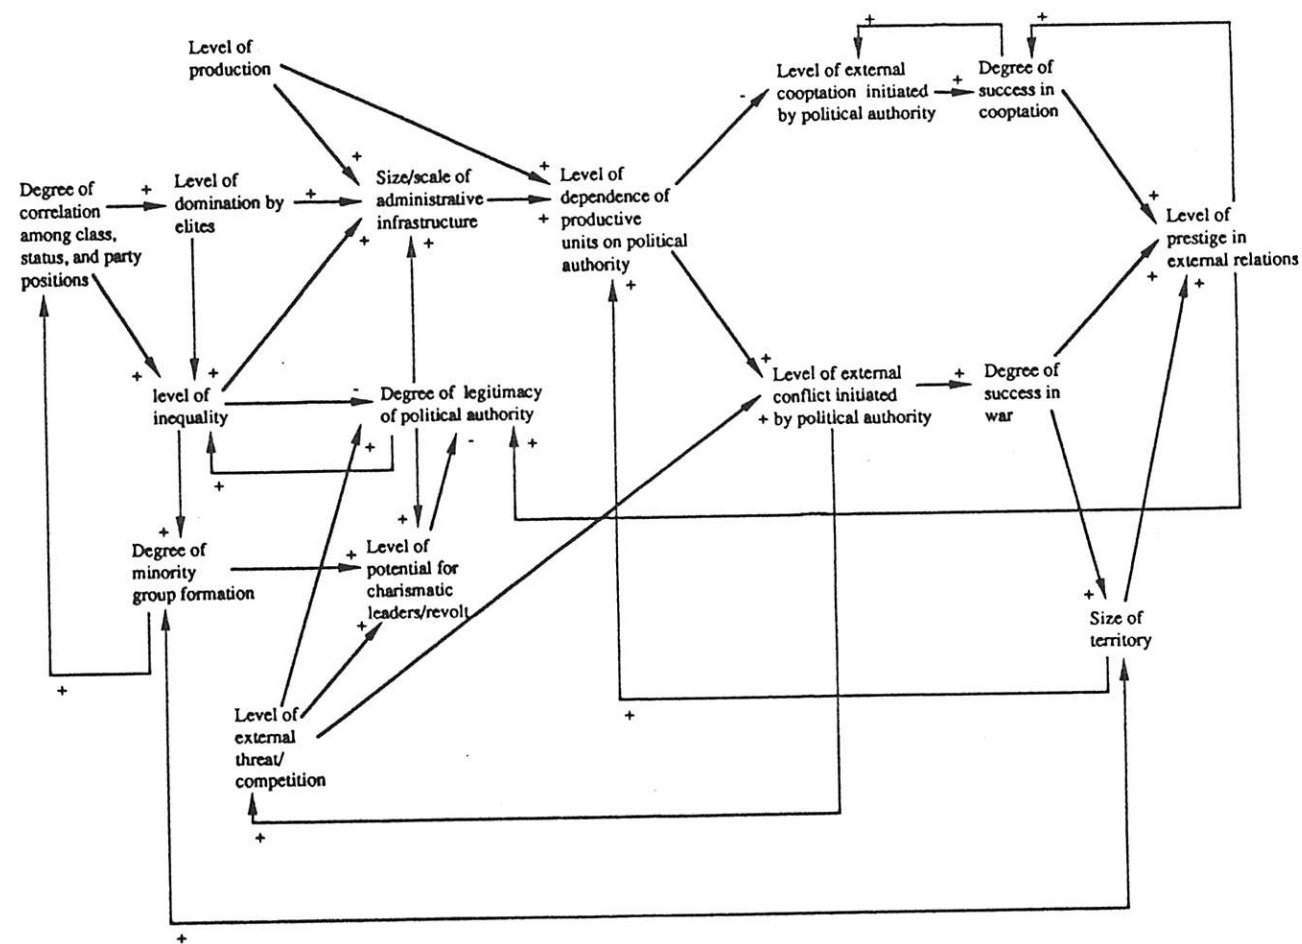 Level of
production
Level of external
cooptation initiated
by political authority
Degree of
success in
cooptation
Degree of
correlation
among class,
status, and party
positions
Level of
domination by
elites
Size/scale of
administrative
infrastructure
Level of
dependence of
productive
units on political
authority
Level of
prestige in
external relations
level of
inequality
Degree of legitimacy
of political authority
Level of external
conflict initiated
by political authority
Degree of
success in
war
Degree of
minority
group formation
Level of
potential for
charismatic
leaders/revolt
Size of
territory
Level of
external
threat/
competition